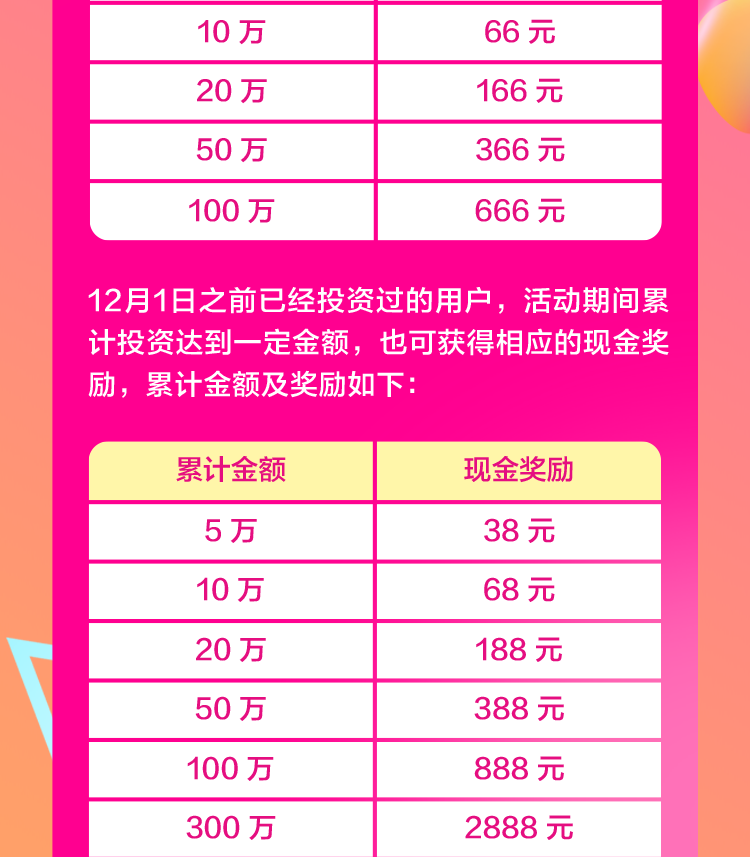 10 万 66 元
20 万 166 元
50 万 366 元
100 万 666 元
12月1日之前已经投资过的用户，活动期间累
计投资达到一定金额，也可获得相应的现金奖
励，累计金额及奖励如下：
累计金额 现金奖励
5 万 38 元
10 万 68 元
20 万 188 元
50 万 388 元
100 万 888 元
300 万 2888 元